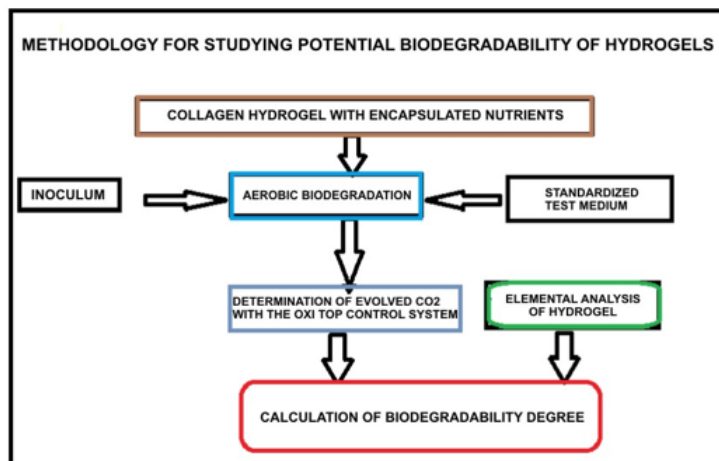 METHODOLOGY FOR STUDYING POTENTIAL BIODEGRADABILITY OF HYDROGELS
COLLAGEN HYDROGEL WITH ENCAPSULATED NUTRIENTS
INOCULUM
AEROBIC BIODEGRADATION
STANDARDIZED
TEST MEDIUM
DETERMINATION OF EVOLVED CO2
WITH THE OXI TOP CONTROL SYSTEM
ELEMENTAL ANALYSIS
OF HYDROGEL
CALCULATION OF BIODEGRADABILITY DEGREE